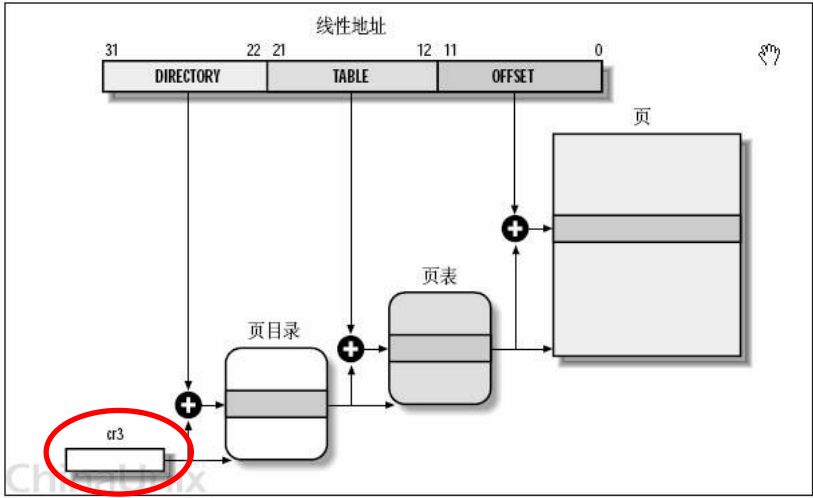 线性地址
31 22 21 12 11 0
DIRECTORY TABLE OFFSET
页
页表
页目录
cr3
ChinaUnix